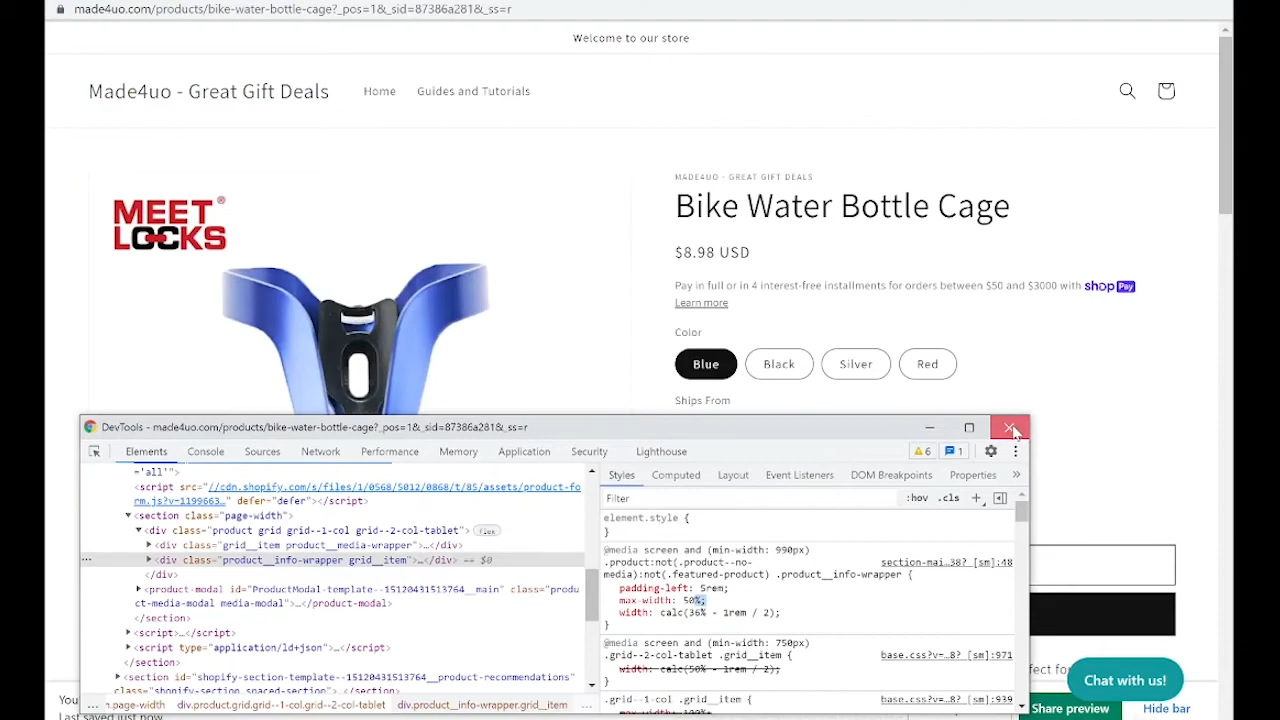 made4uo.com/products/bike-water-bottle-cage?_pos=1&_sid=87386a281&_ss=r
Welcome to our store
Made4uo - Great Gift Deals
Home
Guides and Tutorials
MADE4UO - GREAT GIFT DEALS
Bike Water Bottle Cage
$8.98 USD
Pay in full or in 4 interest-free installments for orders between $50 and $3000 with shop Pay
Learn more
Color
Blue
Black
Silver
Red
Ships From
MEET LOCKS®
DevTools - made4uo.com/products/bike-water-bottle-cage?_pos=1&_sid=87386a281&_ss=r
Elements
Console
Sources
Network
Performance
Memory
Application
Security
Lighthouse
6
1
='all'">
<script src="//cdn.shopify.com/s/files/1/0568/5012/0868/t/85/assets/product-fo
rm.js?v=1199663…" defer="defer"></script>
<section class="page-width">
<div class="product grid grid--1-col grid--2-col-tablet"> flex
<div class="grid__item product__media-wrapper">…</div>
<div class="product__info-wrapper grid__item">…</div> == $0
</div>
<product-modal id="ProductModal-template--15120431513764__main" class="produ
ct-media-modal media-modal">…</product-modal>
</section>
<script>…</script>
<script type="application/ld+json">…</script>
</section>
<section id="shopify-section-template--15120431513764__product-recommendations"
class="shopify-section spaced-section">…</section>
… h.page-width
div.product.grid.grid--1-col.grid--2-col-tablet
div.product__info-wrapper.grid__item
…
Styles
Computed
Layout
Event Listeners
DOM Breakpoints
Properties
»
Filter
:hov
.cls
+
element.style {
}
@media screen and (min-width: 990px)
.product:not(.product--no-
section-mai…38? [sm]:48
media):not(.featured-product) .product__info-wrapper {
padding-left: 5rem;
max-width: 50%;
width: calc(36% - 1rem / 2);
}
@media screen and (min-width: 750px)
.grid--2-col-tablet .grid__item {
base.css?v=…8? [sm]:971
width: calc(50% - 1rem / 2);
}
.grid--1-col .grid__item {
base.css?v=…8? [sm]:939
max-width: 100%;
fect for
Chat with us!
Share preview
Hide bar
You
Last saved just now